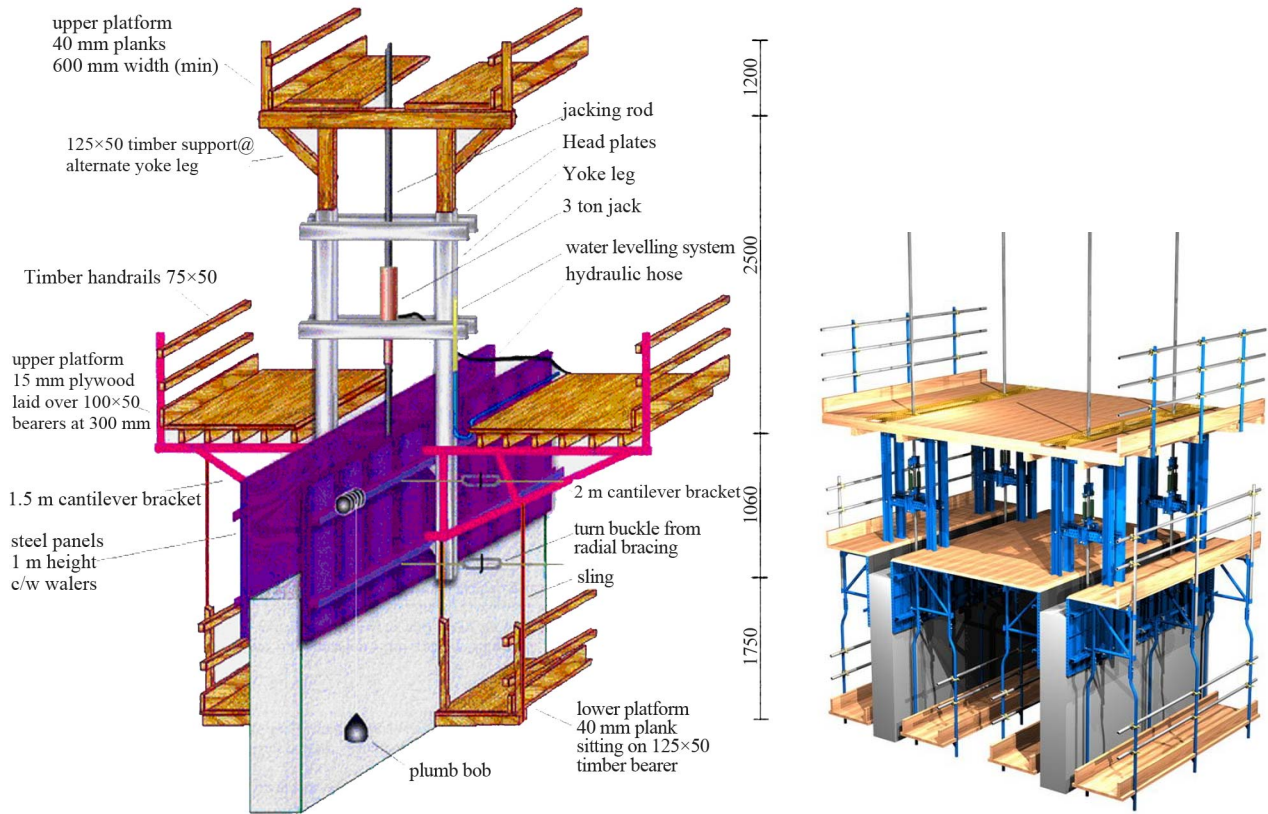 upper platform
40 mm planks
600 mm width (min)
125×50 timber support@
alternate yoke leg
Timber handrails 75×50
upper platform
15 mm plywood
laid over 100×50
bearers at 300 mm
1.5 m cantilever bracket
steel panels
1 m height
c/w walers
jacking rod
Head plates
Yoke leg
3 ton jack
water levelling system
hydraulic hose
2 m cantilever bracket
turn buckle from
radial bracing
sling
lower platform
40 mm plank
sitting on 125×50
timber bearer
plumb bob
1200
2500
1060
1750